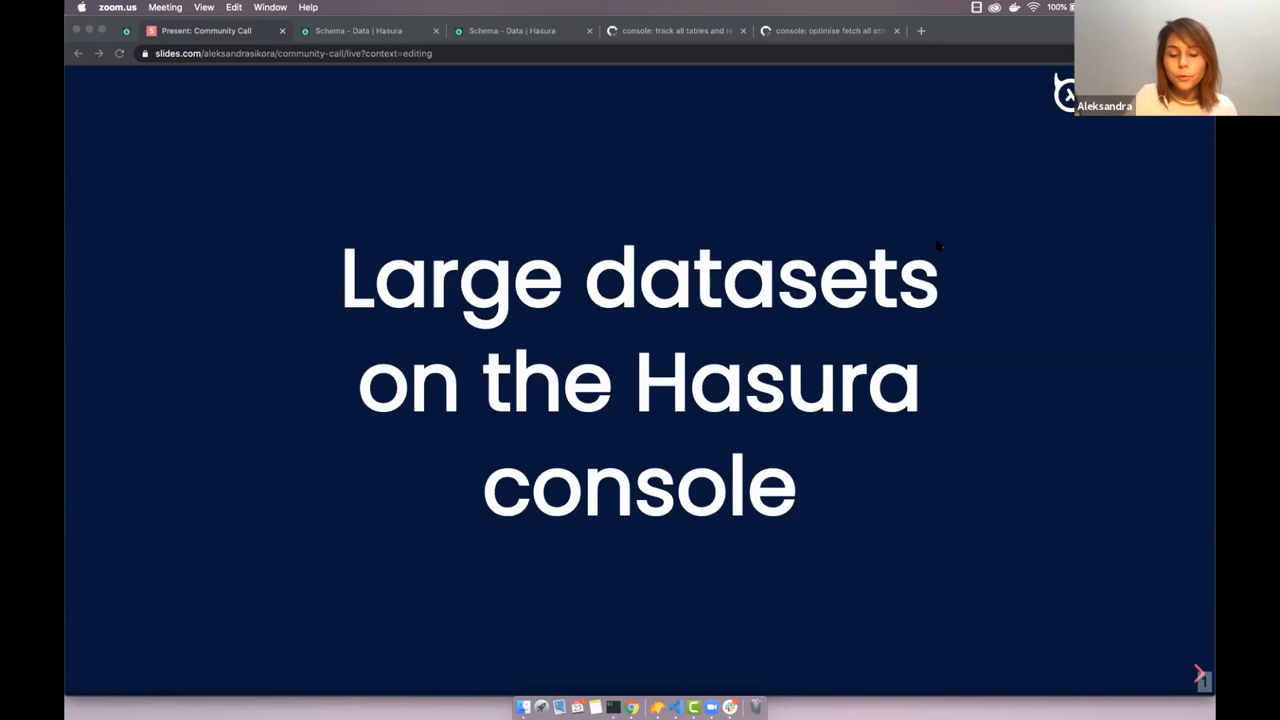 zoom.us Meeting View Edit Window Help 100%
Present: Community Call Schema - Data | Hasura Schema - Data | Hasura console: track all tables and re console: optimise fetch all sch
slides.com/aleksandrasikora/community-call/live?context=editing
Aleksandra
Large datasets
on the Hasura
console
1